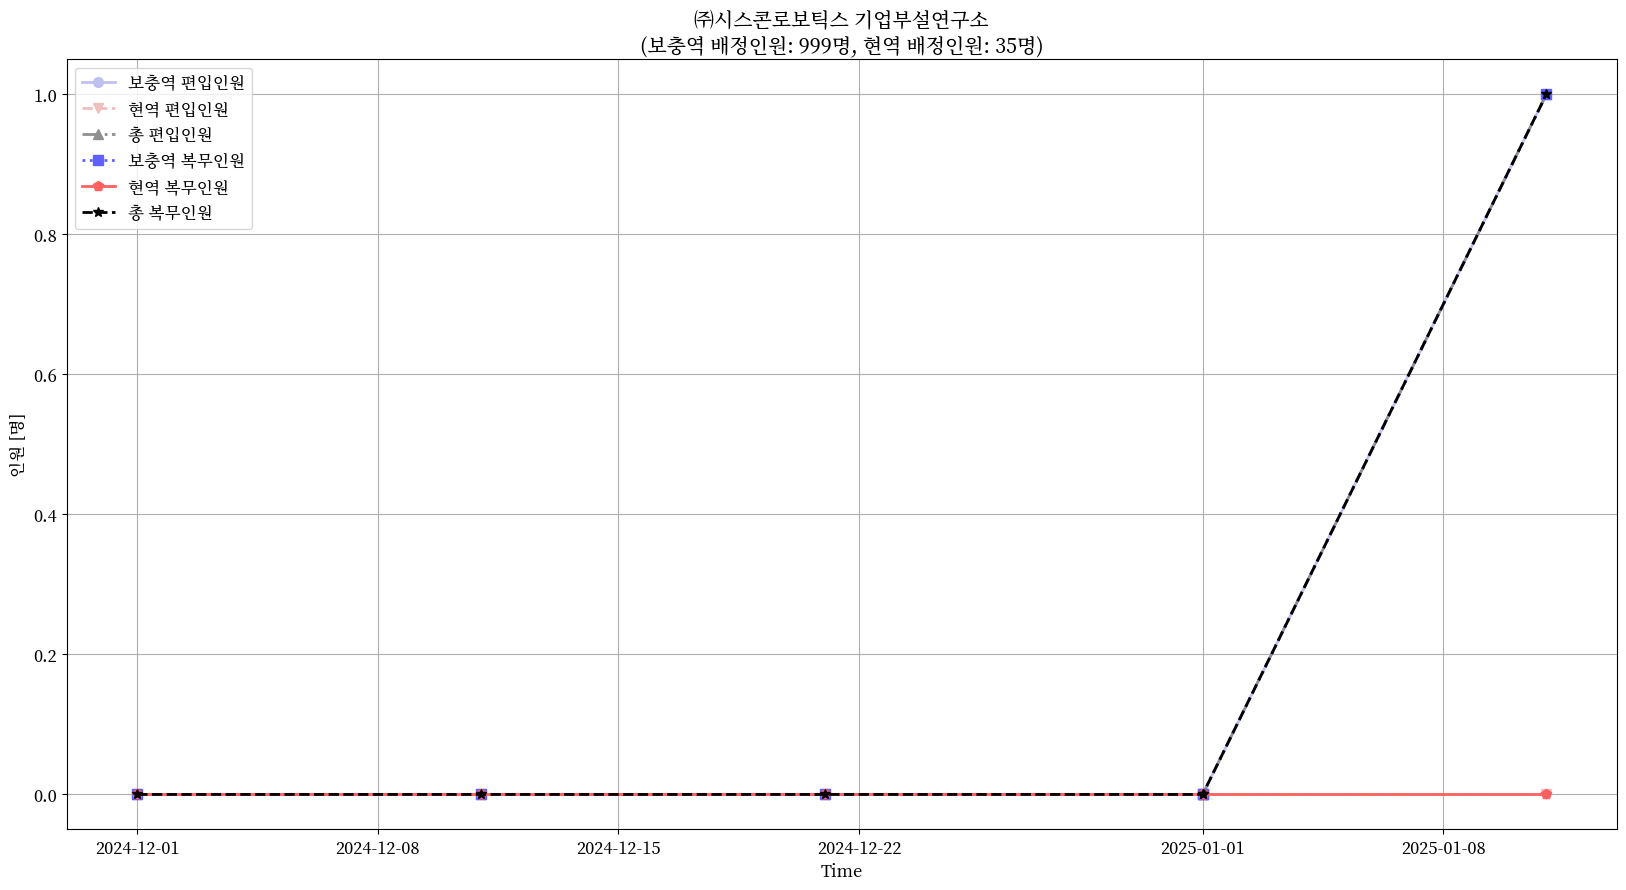 ㈜시스콘로보틱스 기업부설연구소
(보충역 배정인원: 999명, 현역 배정인원: 35명)
보충역 편입인원
현역 편입인원
총 편입인원
보충역 복무인원
현역 복무인원
총 복무인원
1.0
0.8
0.6
0.4
0.2
0.0
인원 [명]
2024-12-01
2024-12-08
2024-12-15
2024-12-22
2025-01-01
2025-01-08
Time